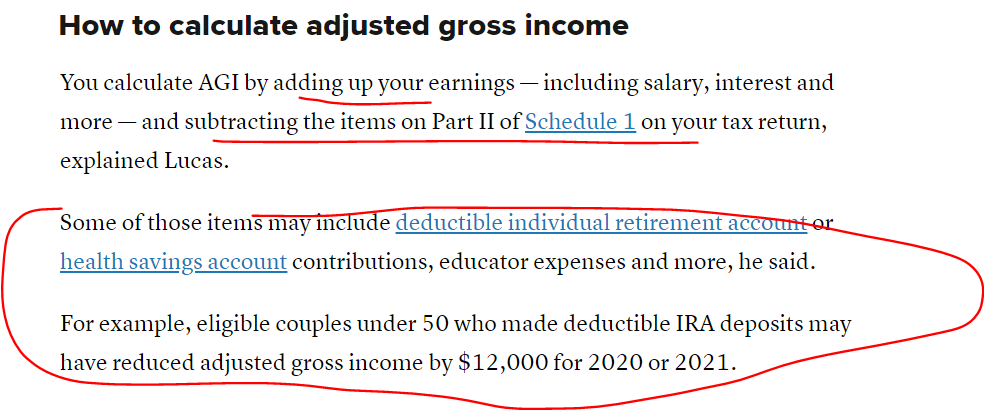 How to calculate adjusted gross income
You calculate AGI by adding up your earnings — including salary, interest and
more — and subtracting the items on Part II of Schedule 1 on your tax return,
explained Lucas.
Some of those items may include deductible individual retirement account or
health savings account contributions, educator expenses and more, he said.
For example, eligible couples under 50 who made deductible IRA deposits may
have reduced adjusted gross income by $12,000 for 2020 or 2021.